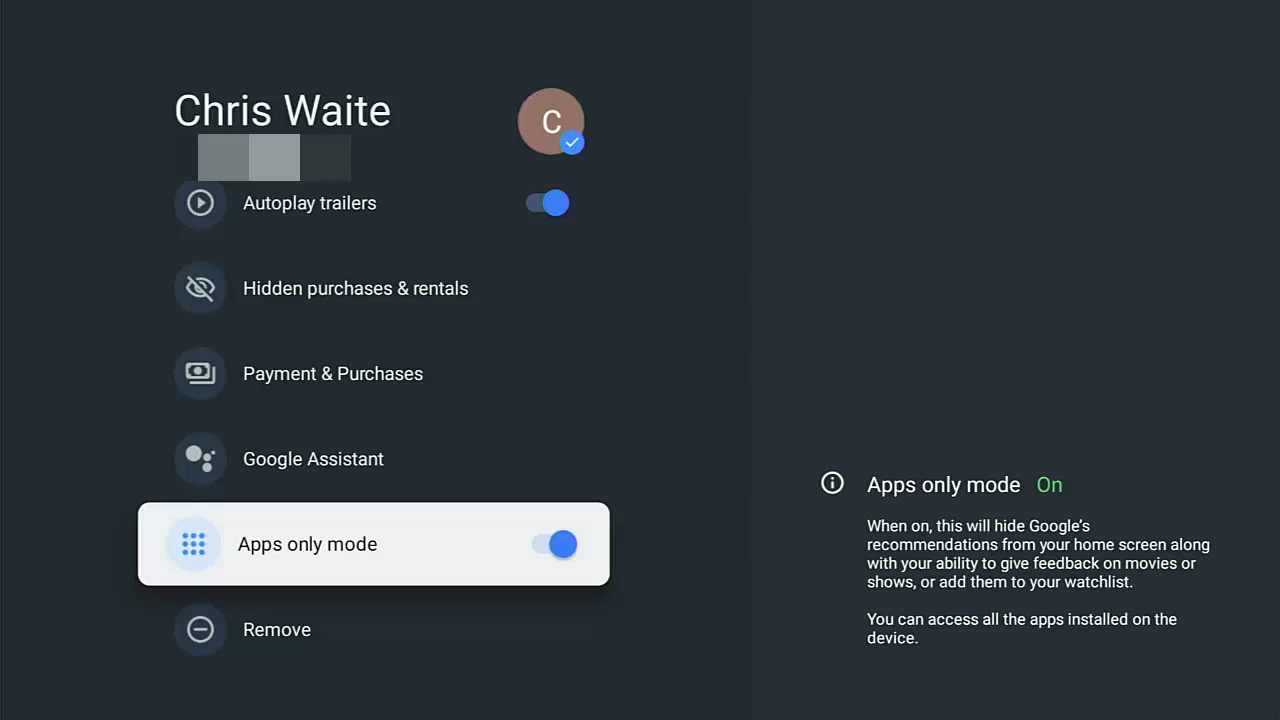 Chris Waite
C
Autoplay trailers
Hidden purchases & rentals
Payment & Purchases
Google Assistant
Apps only mode
Remove
Apps only mode On
When on, this will hide Google's
recommendations from your home screen along
with your ability to give feedback on movies or
shows, or add them to your watchlist.
You can access all the apps installed on the
device.